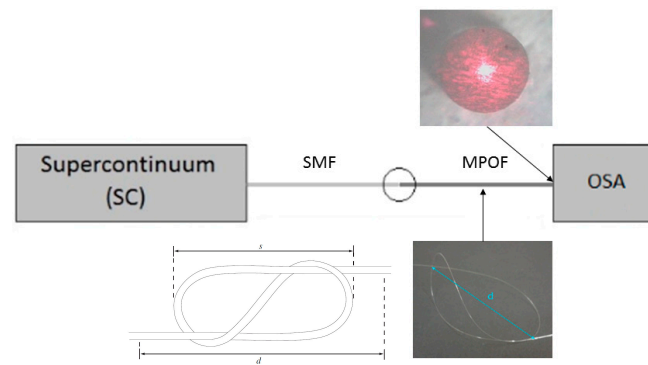 Supercontinuum
(SC)
SMF
MPOF
OSA
s
d
d